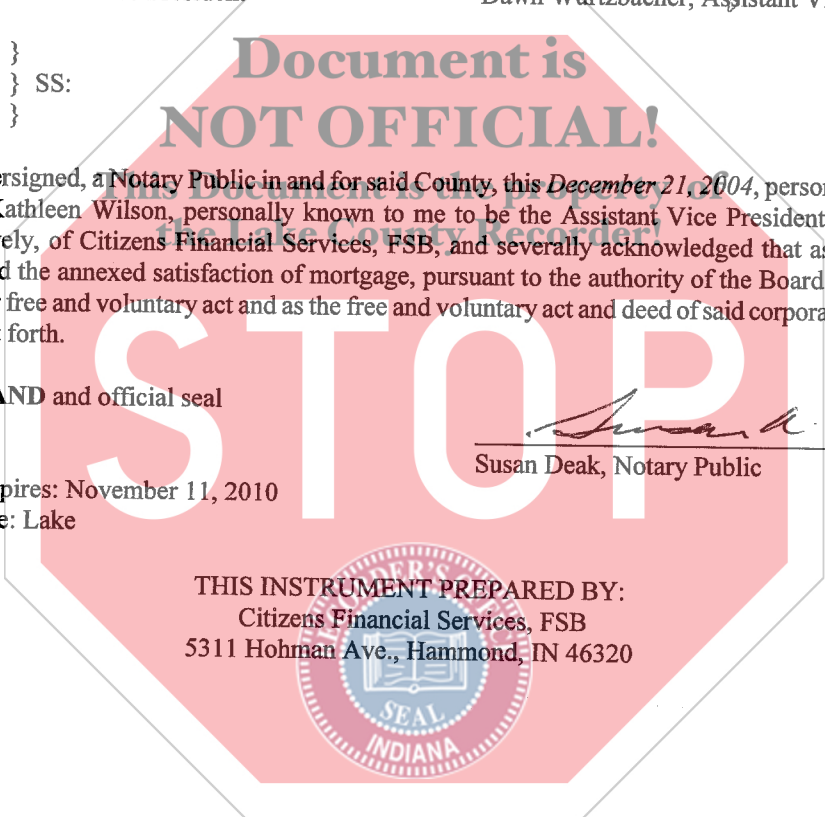 Dawn Wurtzbacher, Assistant V
}
} SS:
}
Document is
NOT OFFICIAL!
This Document is the property of
the Lake County Recorder!
ersigned, a Notary Public in and for said County, this December 21, 2004, person
Kathleen Wilson, personally known to me to be the Assistant Vice President
vely, of Citizens Financial Services, FSB, and severally acknowledged that as
d the annexed satisfaction of mortgage, pursuant to the authority of the Board
r free and voluntary act and as the free and voluntary act and deed of said corpora
t forth.
STOP
AND and official seal
Susan Deak, Notary Public
pires: November 11, 2010
e: Lake
THIS INSTRUMENT PREPARED BY:
Citizens Financial Services, FSB
5311 Hohman Ave., Hammond, IN 46320
SEAL
INDIANA